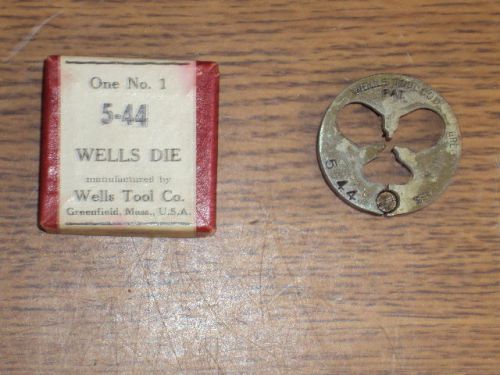 One No. 1
5-44
WELLS DIE
manufactured by
Wells Tool Co.
Greenfield, Mass., U.S.A.
WELLS TOOL CO.
PAT.
5 44